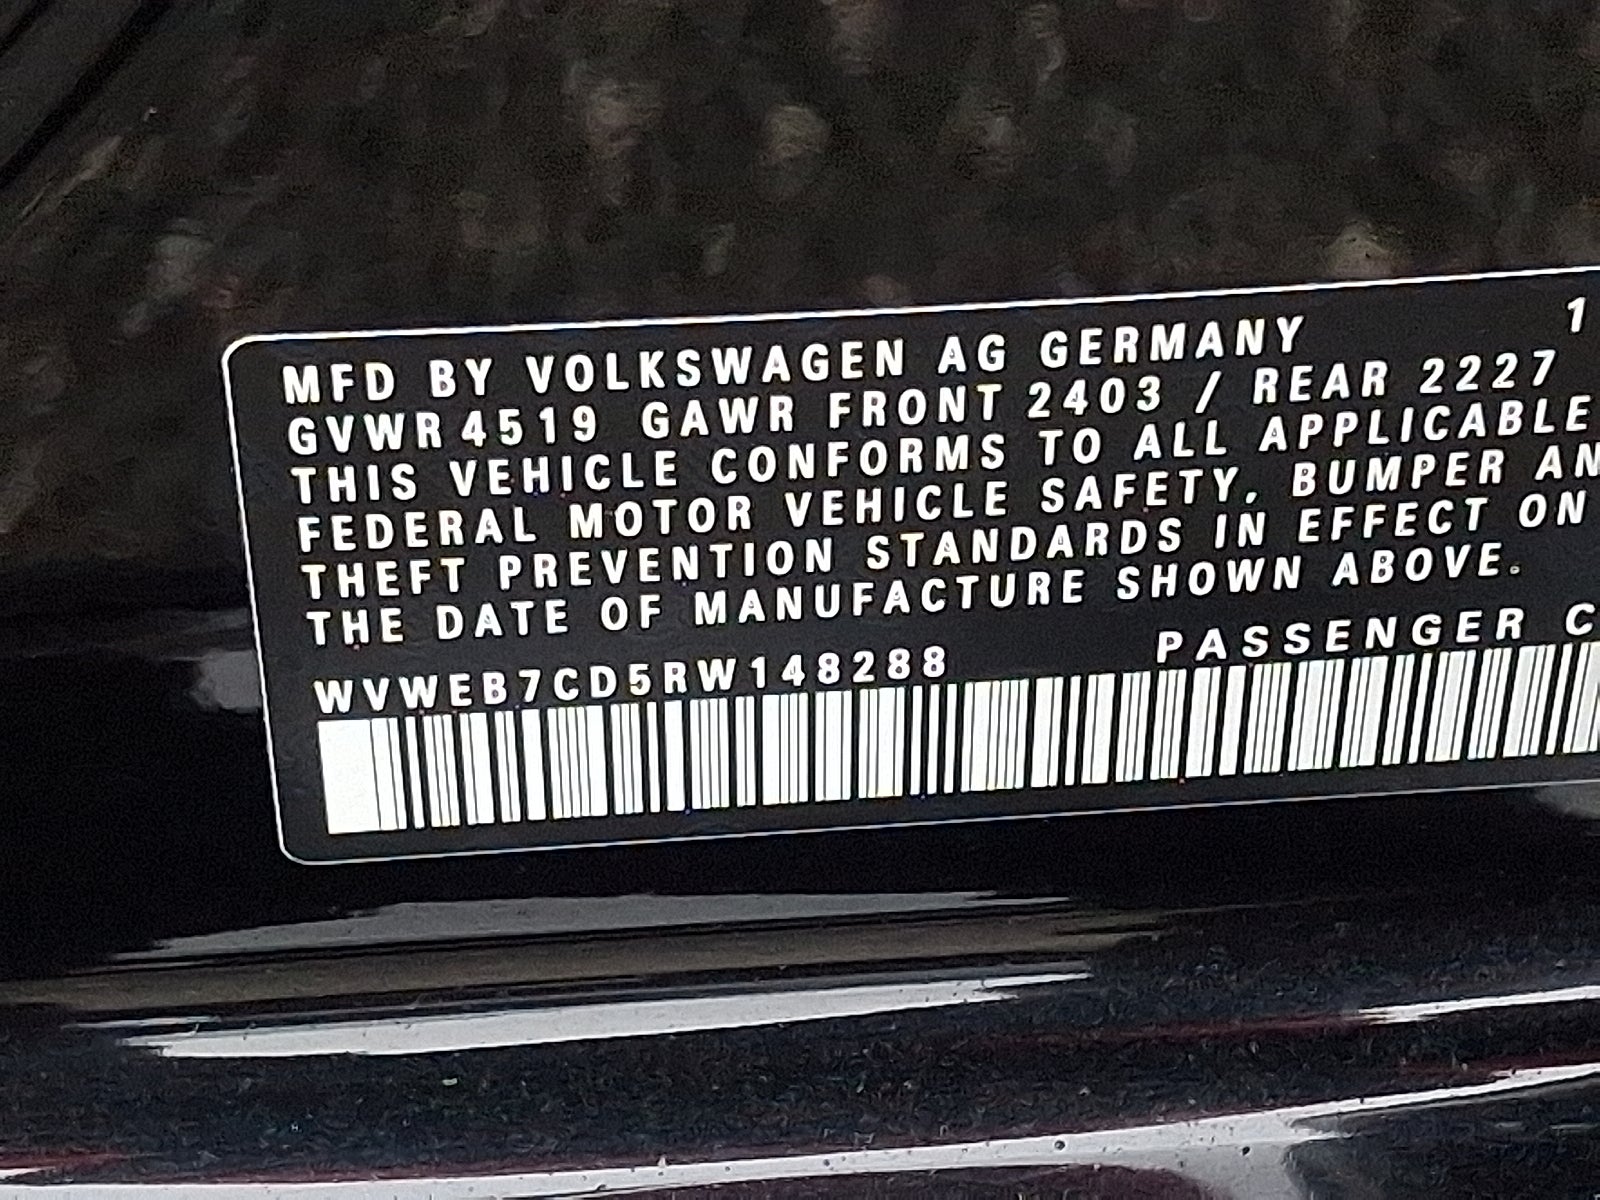 MFD BY VOLKSWAGEN AG GERMANY 1
GVWR 4519 GAWR FRONT 2403 / REAR 2227
THIS VEHICLE CONFORMS TO ALL APPLICABLE
FEDERAL MOTOR VEHICLE SAFETY, BUMPER AN
THEFT PREVENTION STANDARDS IN EFFECT ON
THE DATE OF MANUFACTURE SHOWN ABOVE.
WVWEB7CD5RW148288 PASSENGER C